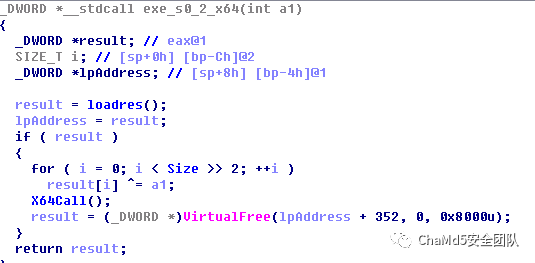 _DWORD *__stdcall exe_s0_2_x64(int a1)
{
  _DWORD *result; // eax@1
  SIZE_T i; // [sp+0h] [bp-Ch]@2
  _DWORD *lpAddress; // [sp+8h] [bp-4h]@1

  result = loadres();
  lpAddress = result;
  if ( result )
  {
    for ( i = 0; i < Size >> 2; ++i )
      result[i] ^= a1;
    X64Call();
    result = (_DWORD *)VirtualFree(lpAddress + 352, 0, 0x8000u);
  }
  return result;
}
ChaMd5安全团队